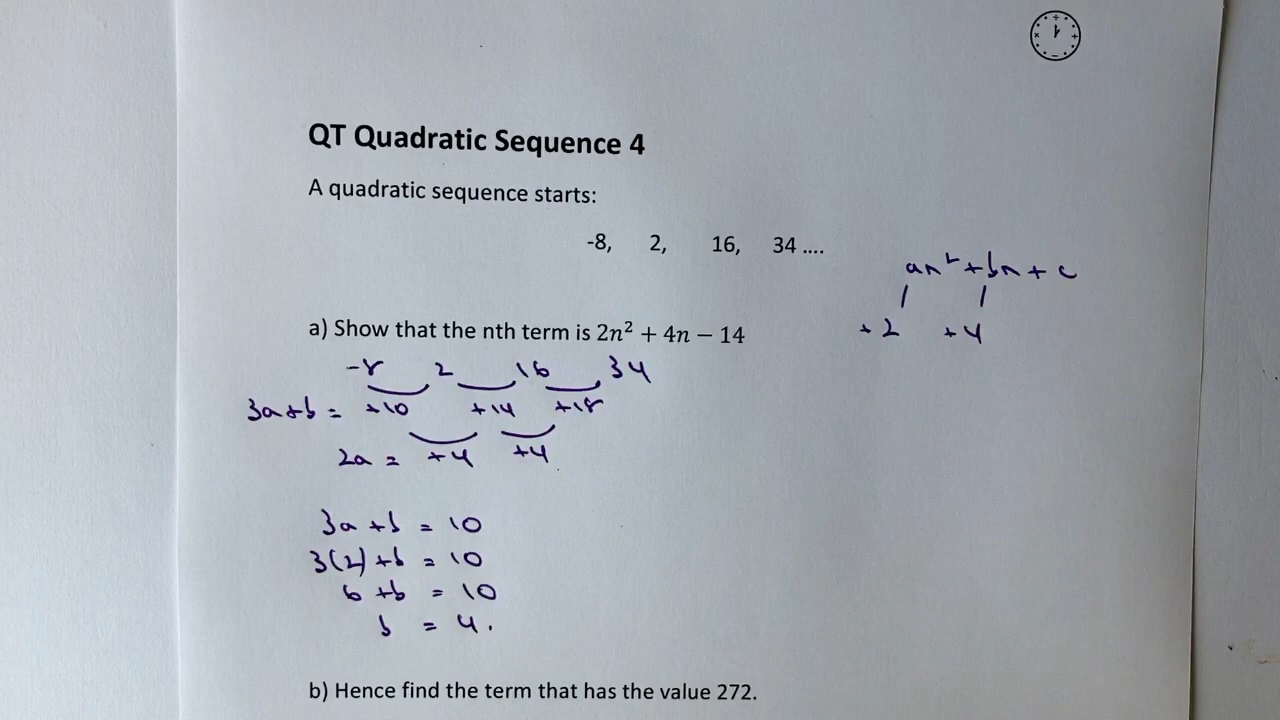 QT Quadratic Sequence 4
A quadratic sequence starts:
-8, 2, 16, 34 ....
an² + bn + c
+2 +4
a) Show that the nth term is 2n² + 4n − 14
-8 2 16 34
3a+b = +10 +14 +18
2a = +4 +4
3a + b = 10
3(2) + b = 10
6 + b = 10
b = 4.
b) Hence find the term that has the value 272.